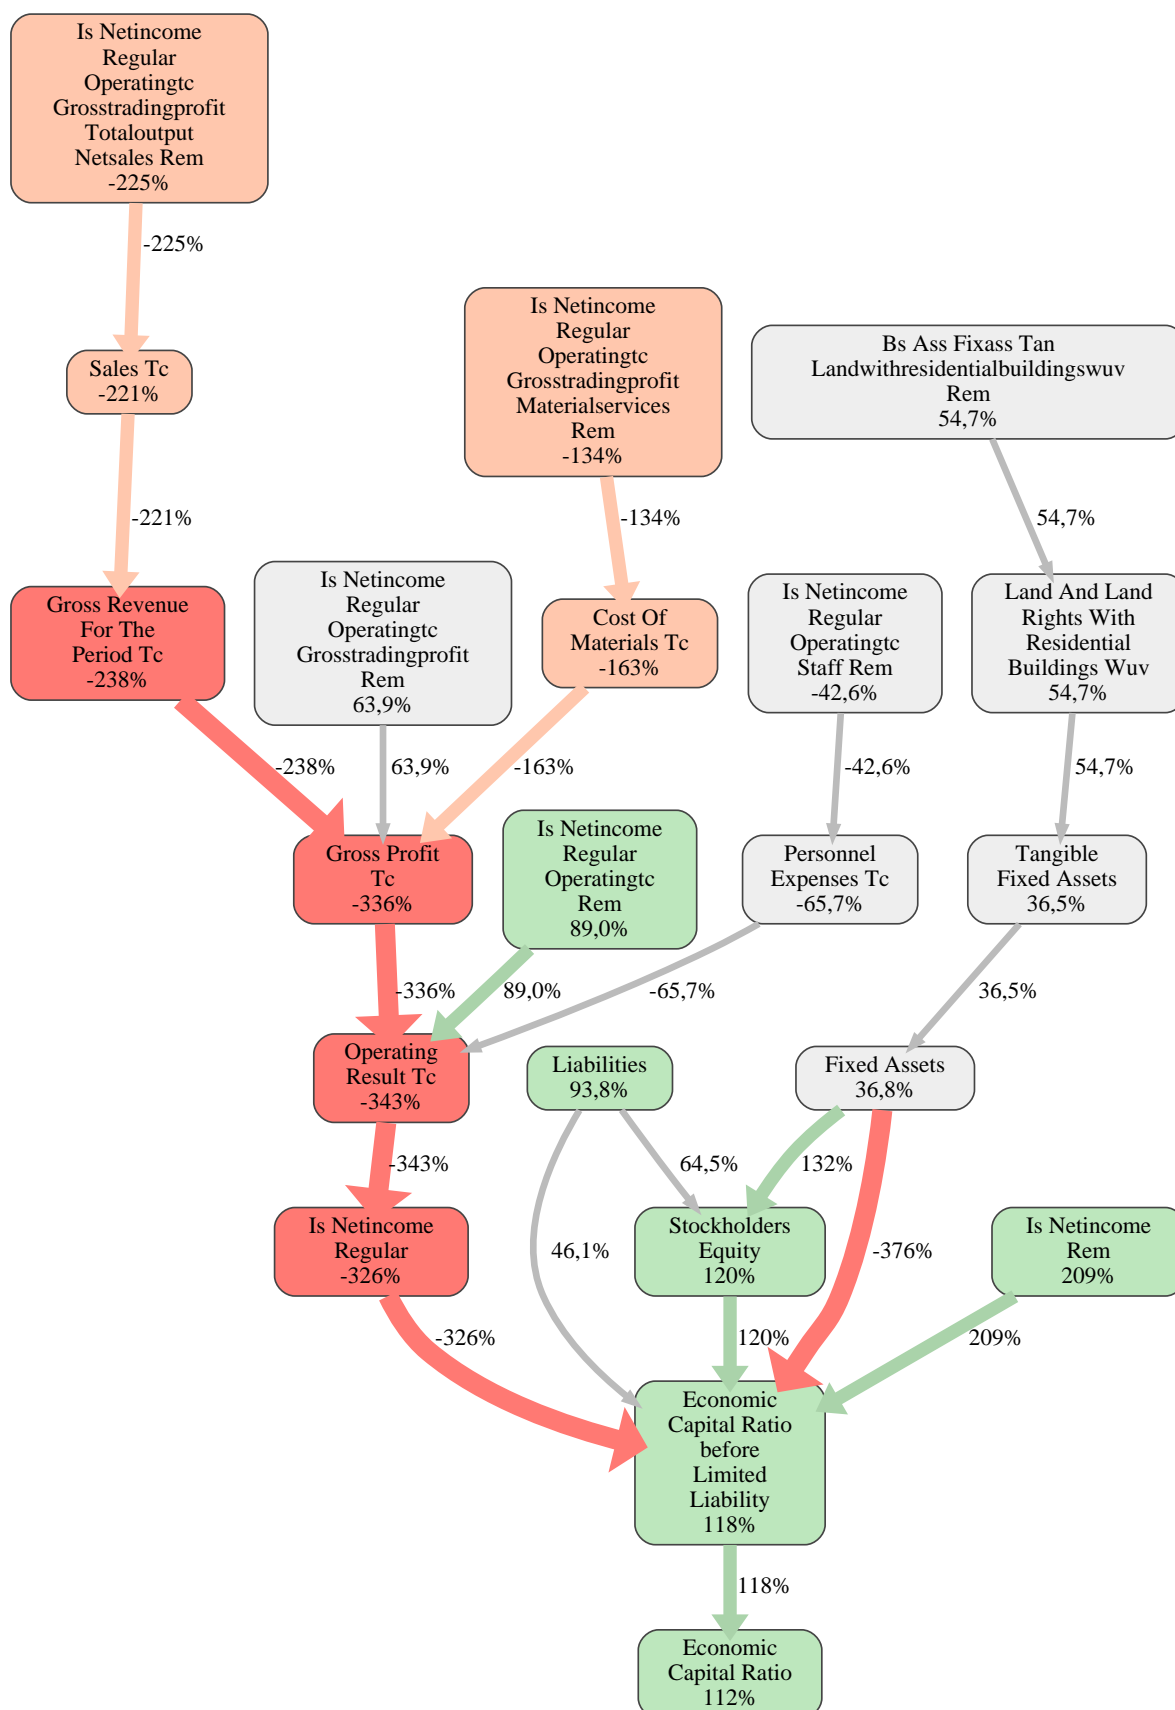 Is Netincome
Regular
Operatingtc
Grosstradingprofit
Totaloutput
Netsales Rem
-225%
-225%
Sales Tc
-221%
Is Netincome
Regular
Operatingtc
Grosstradingprofit
Materialservices
Rem
-134%
Bs Ass Fixass Tan
Landwithresidentialbuildingswuv
Rem
54,7%
-221%
-134%
54,7%
Gross Revenue
For The
Period Tc
-238%
Is Netincome
Regular
Operatingtc
Grosstradingprofit
Rem
63,9%
Cost Of
Materials Tc
-163%
Is Netincome
Regular
Operatingtc
Staff Rem
-42,6%
Land And Land
Rights With
Residential
Buildings Wuv
54,7%
-238%
63,9%
-163%
-42,6%
54,7%
Gross Profit
Tc
-336%
Is Netincome
Regular
Operatingtc
Rem
89,0%
Personnel
Expenses Tc
-65,7%
Tangible
Fixed Assets
36,5%
-336%
89,0%
-65,7%
36,5%
Operating
Result Tc
-343%
Liabilities
93,8%
Fixed Assets
36,8%
-343%
64,5%
132%
Is Netincome
Regular
-326%
46,1%
Stockholders
Equity
120%
-376%
Is Netincome
Rem
209%
-326%
120%
209%
Economic
Capital Ratio
before
Limited
Liability
118%
118%
Economic
Capital Ratio
112%